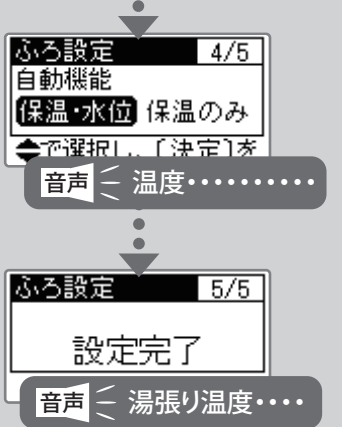 ふろ設定 4/5
自動機能
保温・水位 保温のみ
◆で選択し、[決定]を
音声 温度・・・・・・・・・・
ふろ設定 5/5
設定完了
音声 湯張り温度・・・・